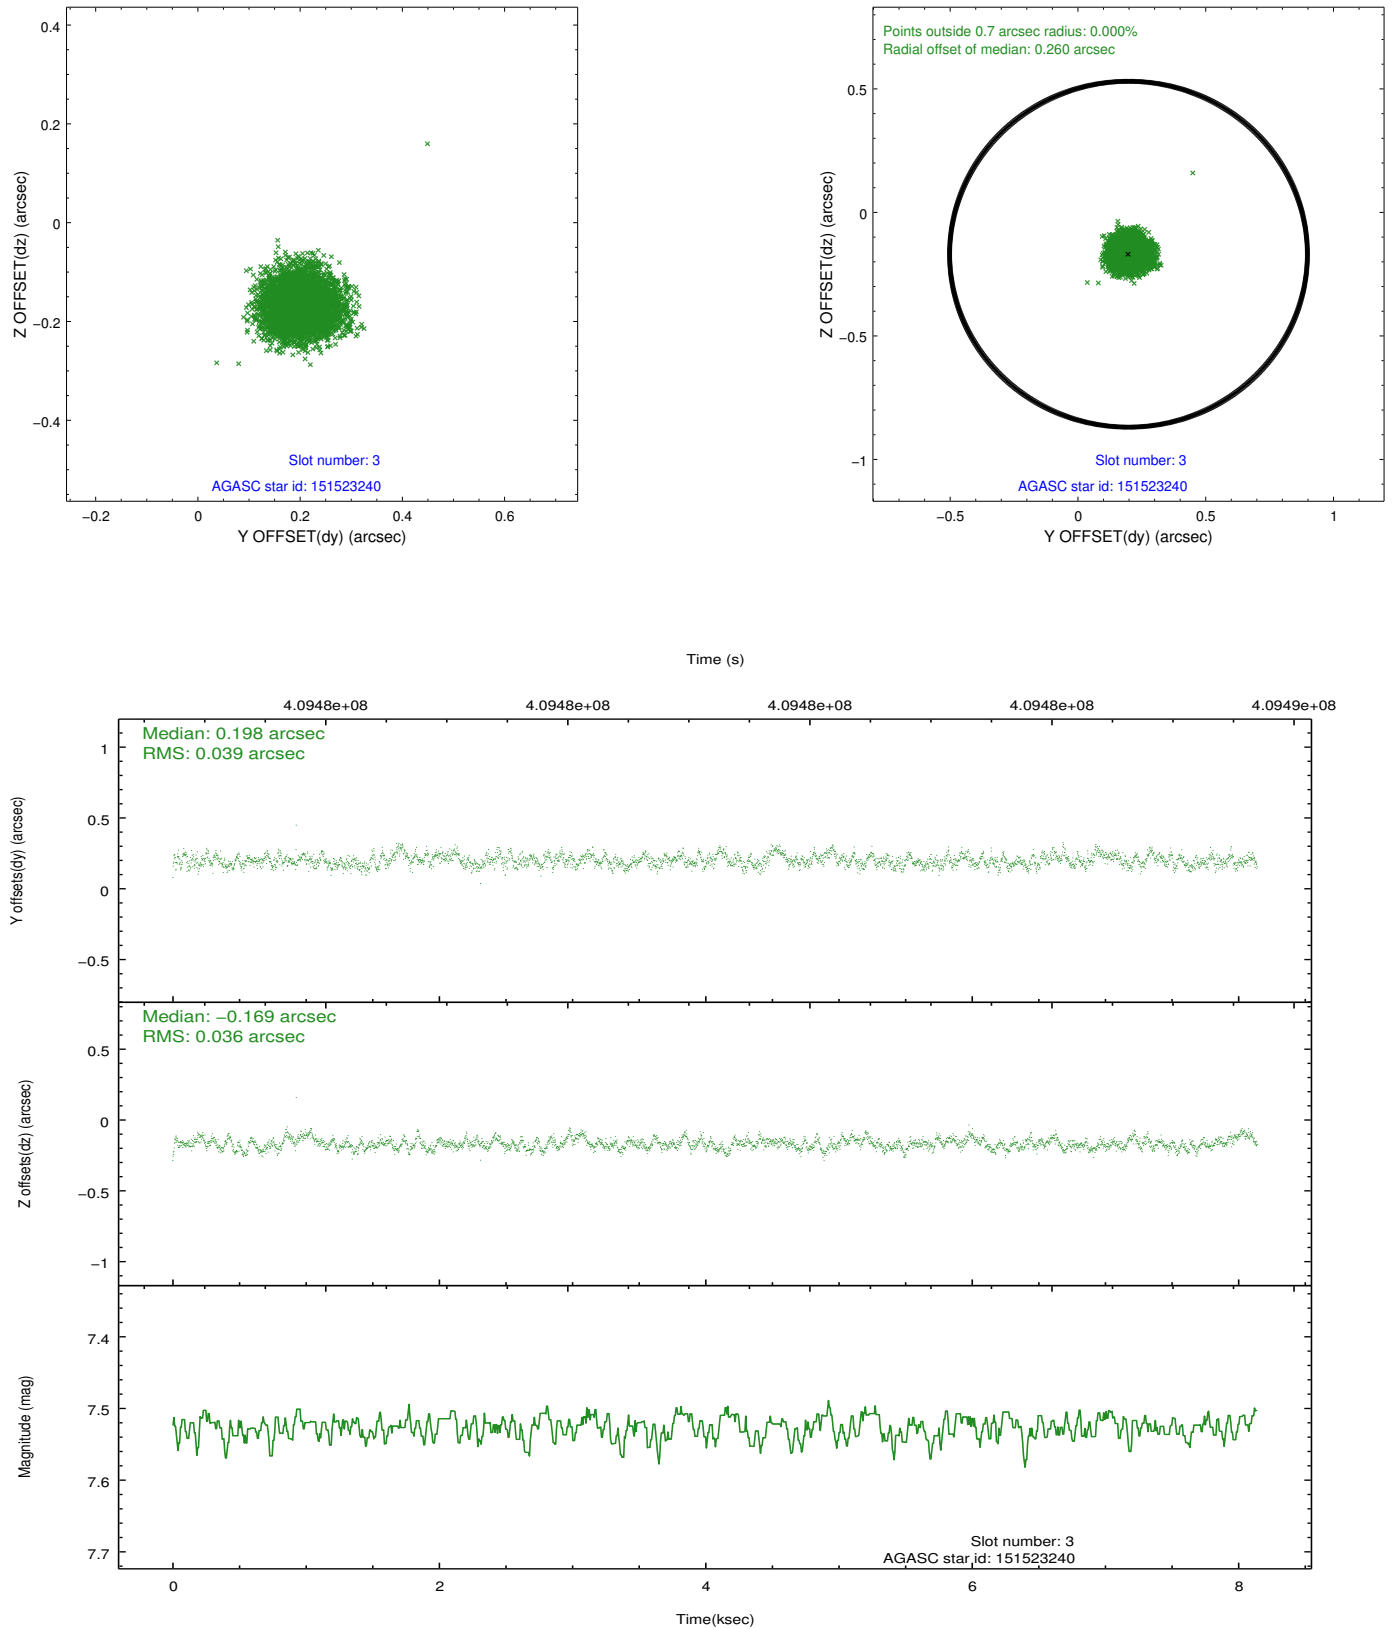 0.4
0.2
0
−0.2
−0.4
Z OFFSET(dz) (arcsec)
Slot number: 3
AGASC star id: 151523240
−0.2 0 0.2 0.4 0.6
Y OFFSET(dy) (arcsec)
Points outside 0.7 arcsec radius: 0.000%
Radial offset of median: 0.260 arcsec
0.5
0
−0.5
−1
Z OFFSET(dz) (arcsec)
Slot number: 3
AGASC star id: 151523240
−0.5 0 0.5 1
Y OFFSET(dy) (arcsec)
Time (s)
4.0948e+08 4.0948e+08 4.0948e+08 4.0948e+08 4.0949e+08
Median: 0.198 arcsec
RMS: 0.039 arcsec
1
0.5
0
−0.5
Y offsets(dy) (arcsec)
Median: −0.169 arcsec
RMS: 0.036 arcsec
0.5
0
−0.5
−1
Z offsets(dz) (arcsec)
7.4
7.5
7.6
7.7
Magnitude (mag)
Slot number: 3
AGASC star id: 151523240
0 2 4 6 8
Time(ksec)